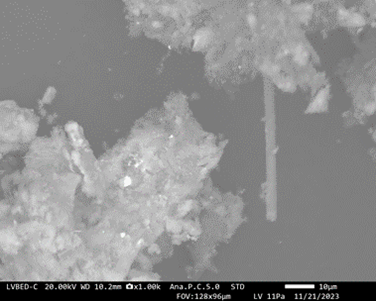 LVBED-C 20.00kV WD 10.2mm x1.00k Ana.P.C.5.0 STD 10μm
FOV:128x96μm LV 11Pa 11/21/2023